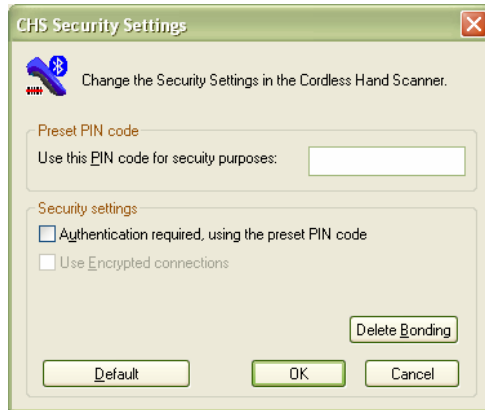 CHS Security Settings
Change the Security Settings in the Cordless Hand Scanner.
Preset PIN code
Use this PIN code for secuity purposes:
Security settings
Authentication required, using the preset PIN code
Use Encrypted connections
Delete Bonding
Default OK Cancel